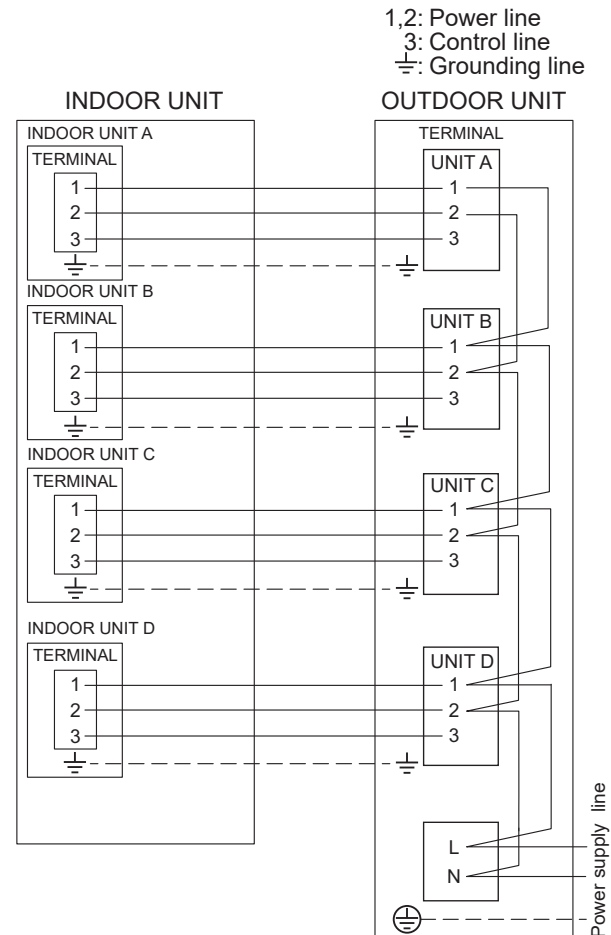 1,2: Power line
3: Control line
⏚: Grounding line
INDOOR UNIT
OUTDOOR UNIT
INDOOR UNIT A
TERMINAL
1
2
3
TERMINAL
UNIT A
1
2
3
INDOOR UNIT B
TERMINAL
1
2
3
UNIT B
1
2
3
INDOOR UNIT C
TERMINAL
1
2
3
UNIT C
1
2
3
INDOOR UNIT D
TERMINAL
1
2
3
UNIT D
1
2
3
L
N
Power supply line